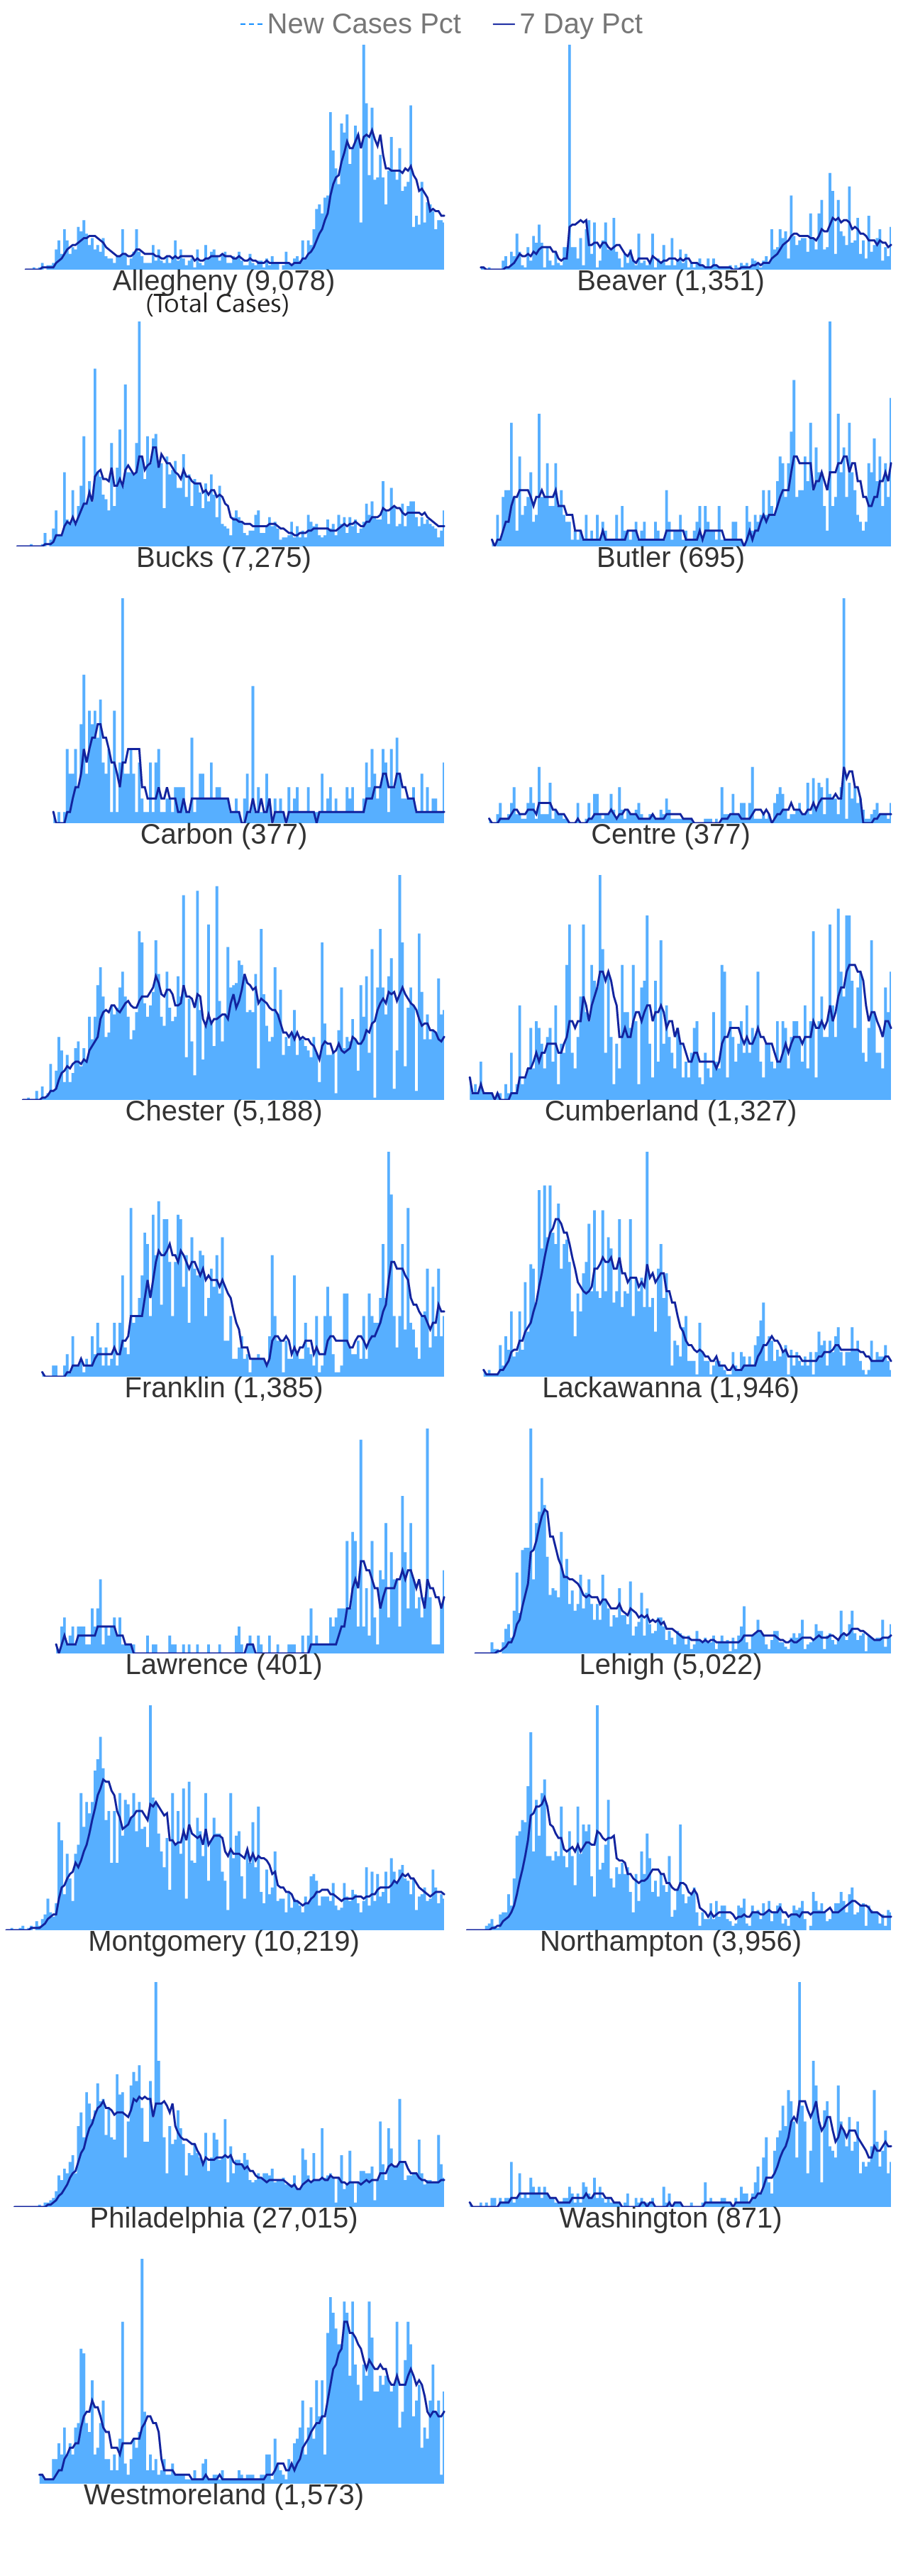 New Cases Pct 7 Day Pct
Allegheny (9,078) Beaver (1,351)
(Total Cases)
Bucks (7,275) Butler (695)
Carbon (377) Centre (377)
Chester (5,188) Cumberland (1,327)
Franklin (1,385) Lackawanna (1,946)
Lawrence (401) Lehigh (5,022)
Montgomery (10,219) Northampton (3,956)
Philadelphia (27,015) Washington (871)
Westmoreland (1,573)